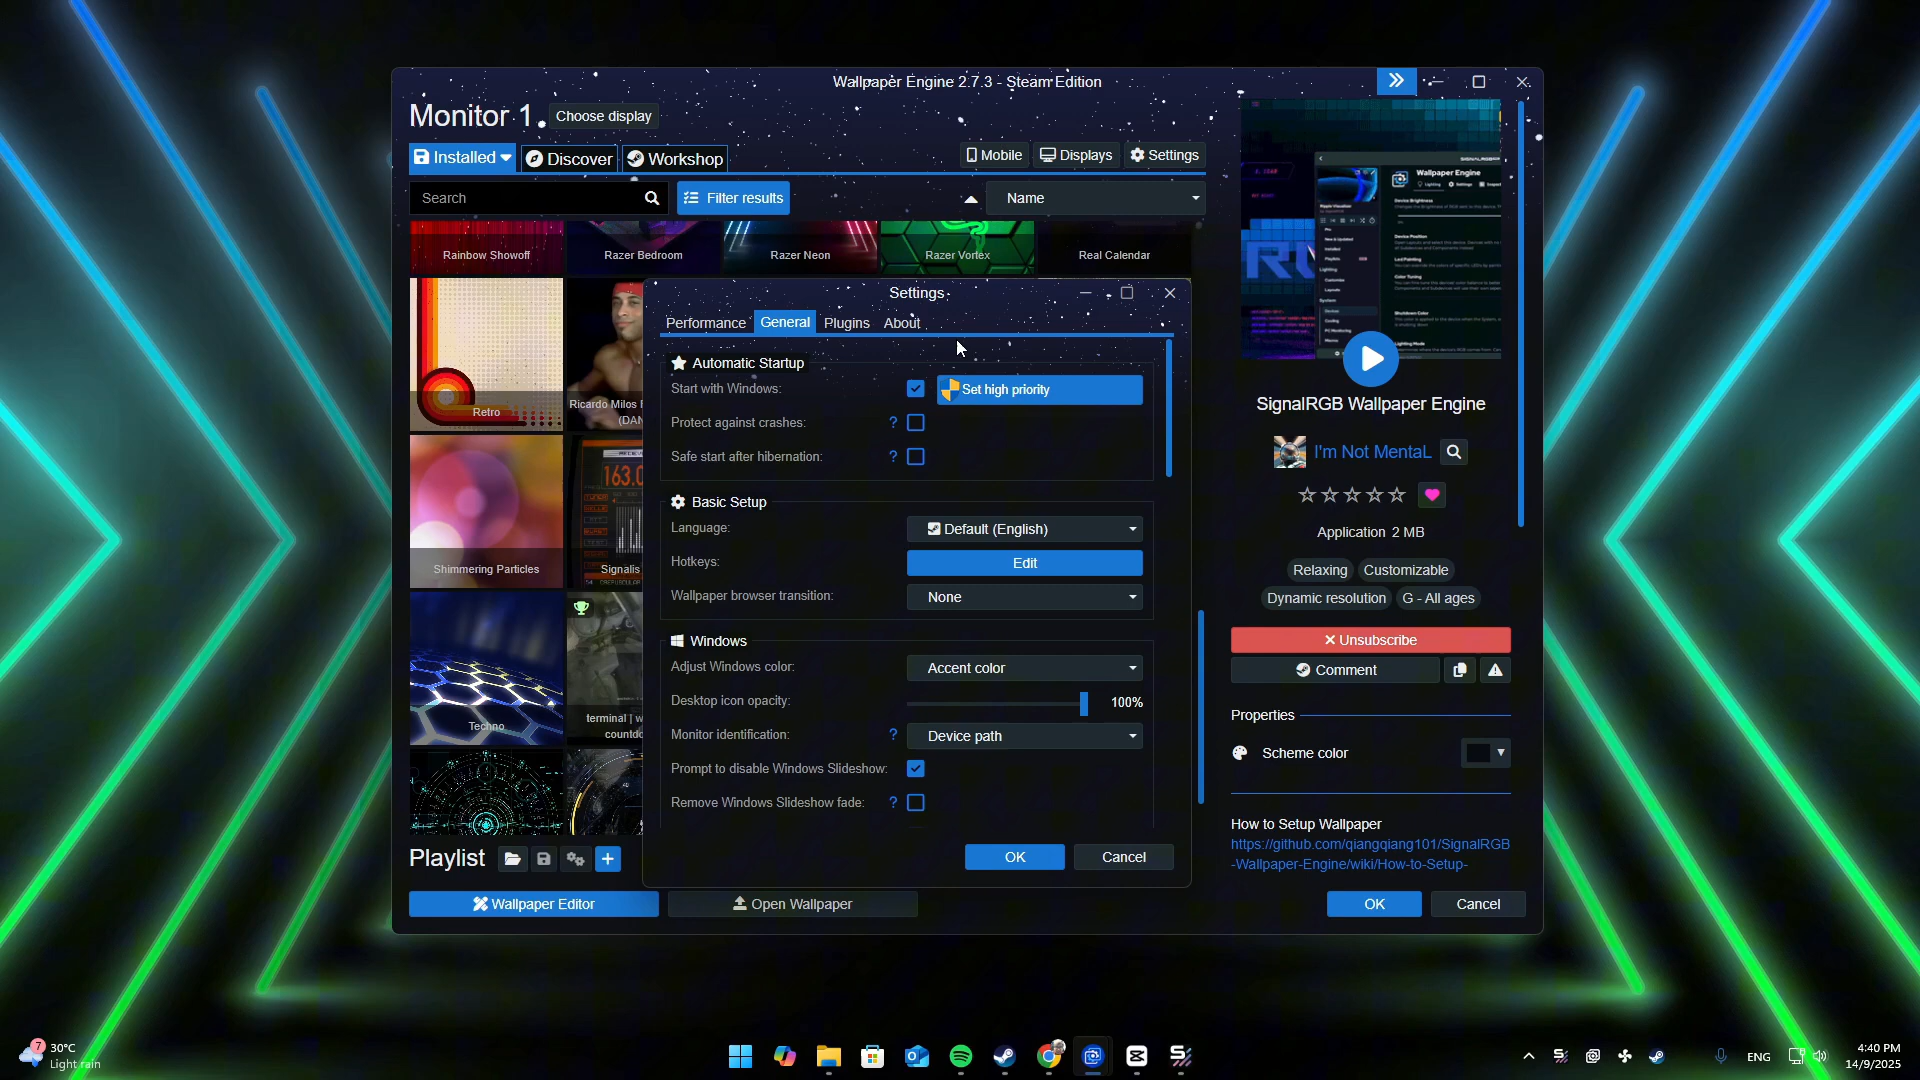 Wallpaper Engine 2.7.3 - Steam Edition
Monitor 1
Choose display
Installed
Discover
Workshop
Mobile
Displays
Settings
Search
Filter results
Name
Rainbow Showoff
Razer Bedroom
Razer Neon
Razer Vortex
Real Calendar
Retro
Ricardo Milos
(DAN
Shimmering Particles
Signalis
163.0
Techno
terminal | w
countdo
Settings
Performance
General
Plugins
About
Automatic Startup
Start with Windows:
Set high priority
Protect against crashes:
?
Safe start after hibernation:
?
Basic Setup
Language:
Default (English)
Hotkeys:
Edit
Wallpaper browser transition:
None
Windows
Adjust Windows color:
Accent color
Desktop icon opacity:
100%
Monitor identification:
?
Device path
Prompt to disable Windows Slideshow:
Remove Windows Slideshow fade:
?
OK
Cancel
Playlist
Wallpaper Editor
Open Wallpaper
Wallpaper Engine
SignalRGB Wallpaper Engine
I'm Not MentaL
Application 2 MB
Relaxing
Customizable
Dynamic resolution
G - All ages
Unsubscribe
Comment
Properties
Scheme color
How to Setup Wallpaper
https://github.com/qiangqiang101/SignalRGB
-Wallpaper-Engine/wiki/How-to-Setup-
OK
Cancel
7
30°C
Light rain
ENG
4:40 PM
14/9/2025